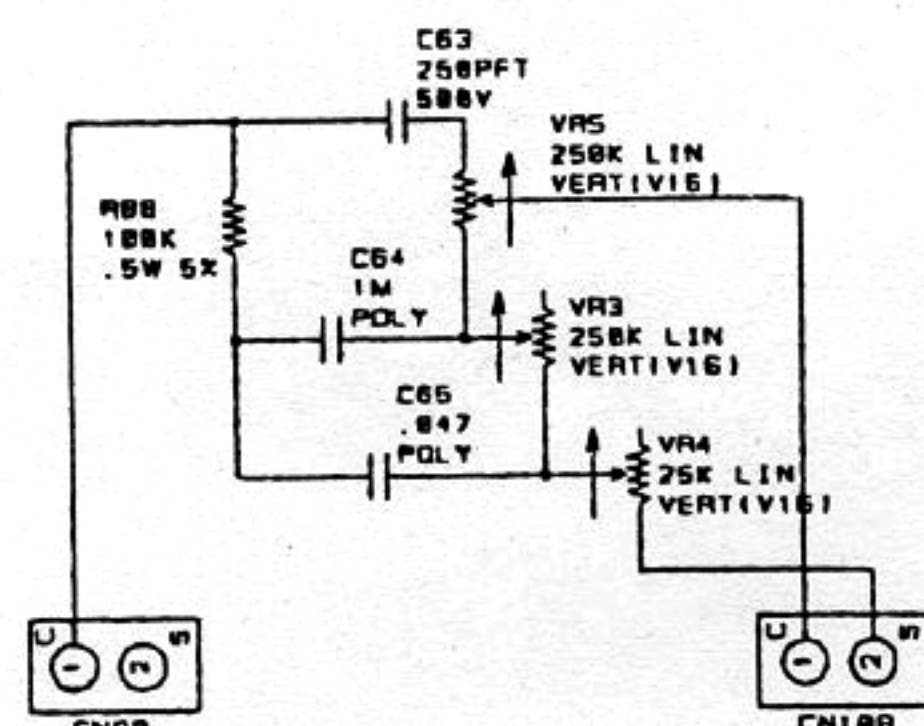 C63
250PFT
500V
VR5
250K LIN
VERT(V16)
R88
100K
.5W 5%
C64
1M
POLY
VR3
250K LIN
VERT(V16)
C65
.047
POLY
VR4
25K LIN
VERT(V16)
C 1 2 S
C 1 2 S